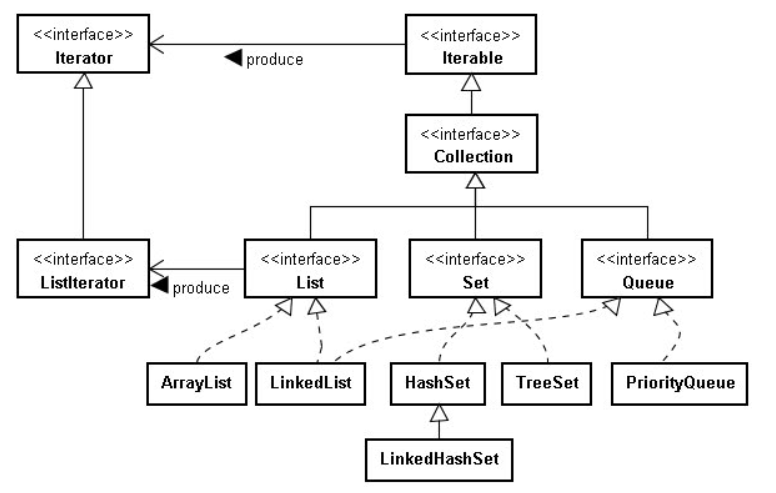 <<interface>>
Iterator
<<interface>>
Iterable
produce
<<interface>>
Collection
<<interface>>
ListIterator
<<interface>>
List
<<interface>>
Set
<<interface>>
Queue
produce
ArrayList
LinkedList
HashSet
TreeSet
PriorityQueue
LinkedHashSet